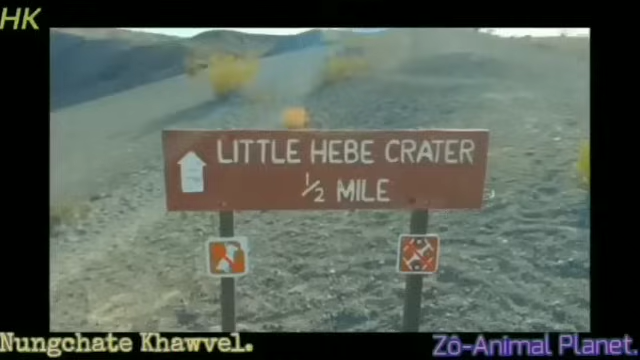 HK
LITTLE HEBE CRATER
1/2 MILE
Nungchate Khawvel.
Zô-Animal Planet.